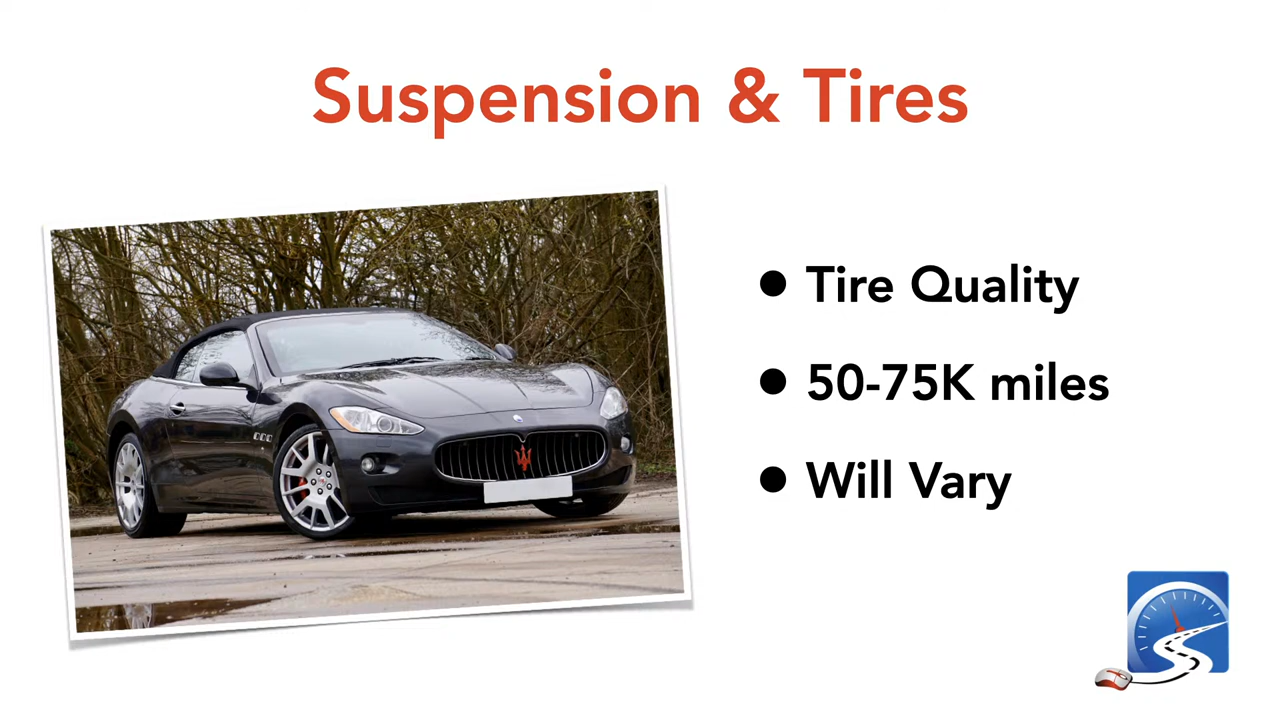 Suspension & Tires
• Tire Quality
• 50-75K miles
• Will Vary